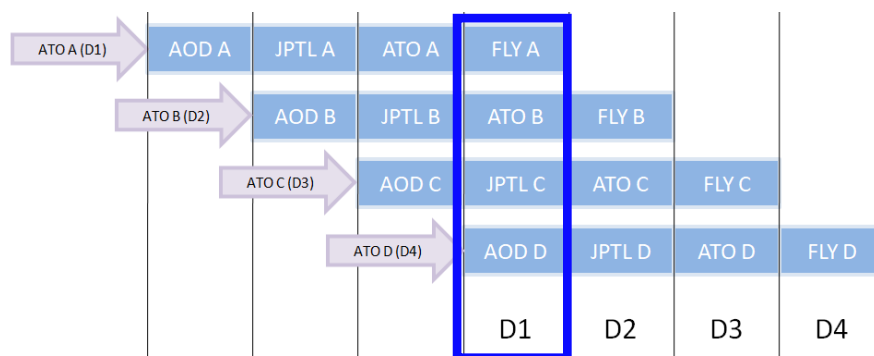 ATO A (D1) AOD A JPTL A ATO A FLY A
ATO B (D2) AOD B JPTL B ATO B FLY B
ATO C (D3) AOD C JPTL C ATO C FLY C
ATO D (D4) AOD D JPTL D ATO D FLY D
D1 D2 D3 D4